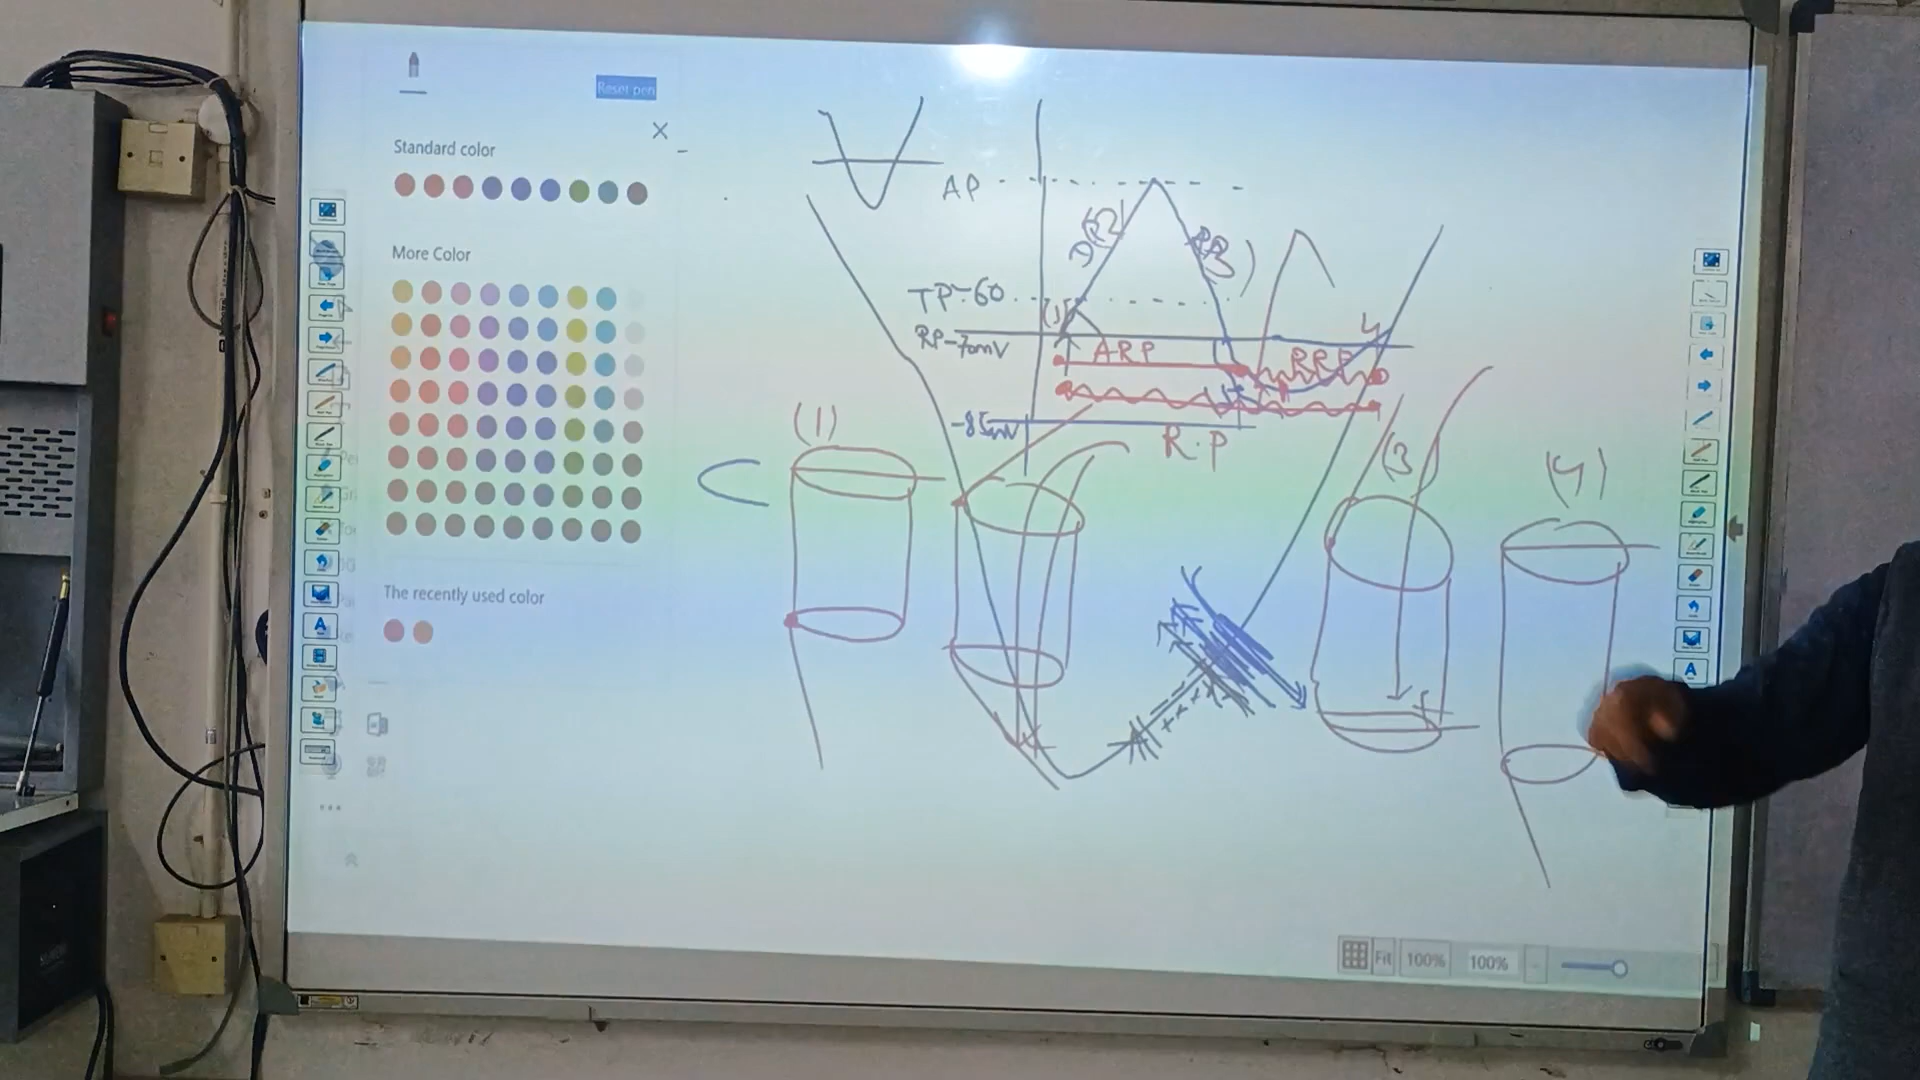 Reset pen
Standard color
More Color
The recently used color
AP
TP-60
RP-70mV
-85mV
ARP
RRP
R.P
(1)
(3)
(4)
4
A
A
Fit
100%
100%